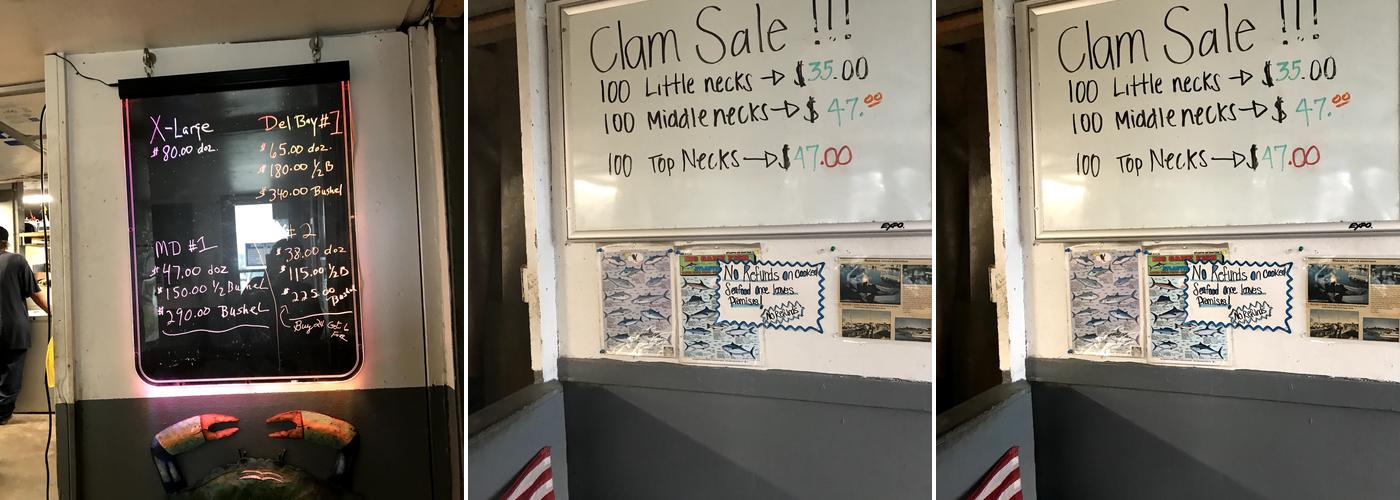 X-Large
$80.00 doz.
Del Bay #1
$65.00 doz
$180.00 ½ B
$340.00 Bushel
MD #1
$47.00 doz
$150.00 ½ Bushel
$290.00 Bushel
# 2
$38.00 doz
$115.00 ½ B
$225.00 Bushel
Clam Sale !!!
100 Little necks → $35.00
100 Middle necks → $ 47.00
100 Top Necks → $47.00
EXPO.
No Refunds on Cooked
Seafood once leaves
Premises!
No Refunds
Clam Sale !!!
100 Little necks → $35.00
100 Middle necks → $ 47.00
100 Top Necks → $47.00
EXPO.
No Refunds on Cooked
Seafood once leaves
Premises!
No Refunds